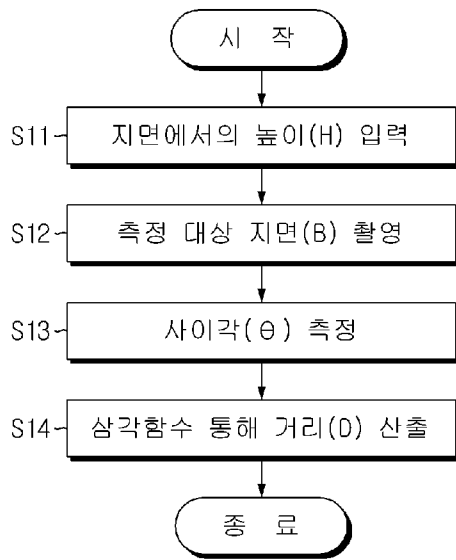 시 작
S11 지면에서의 높이(H) 입력
S12 측정 대상 지면(B) 촬영
S13 사이각(θ) 측정
S14 삼각함수 통해 거리(D) 산출
종 료